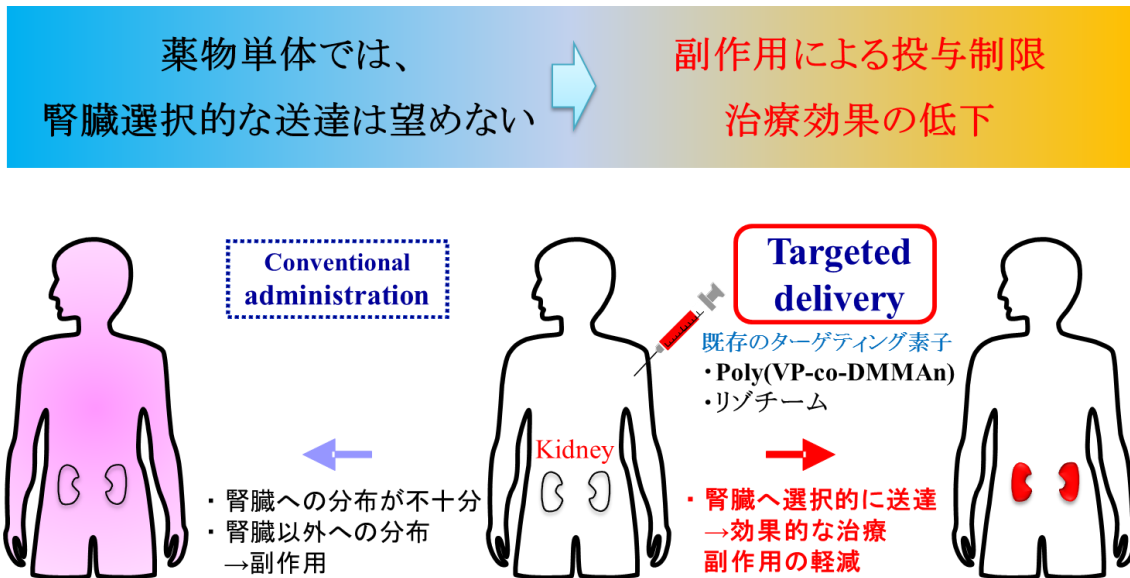 薬物単体では、
腎臓選択的な送達は望めない
副作用による投与制限
治療効果の低下
Conventional
administration
Targeted
delivery
既存のターゲティング素子
・Poly(VP-co-DMMAn)
・リゾチーム
Kidney
・腎臓への分布が不十分
・腎臓以外への分布
→副作用
・腎臓へ選択的に送達
→効果的な治療
副作用の軽減